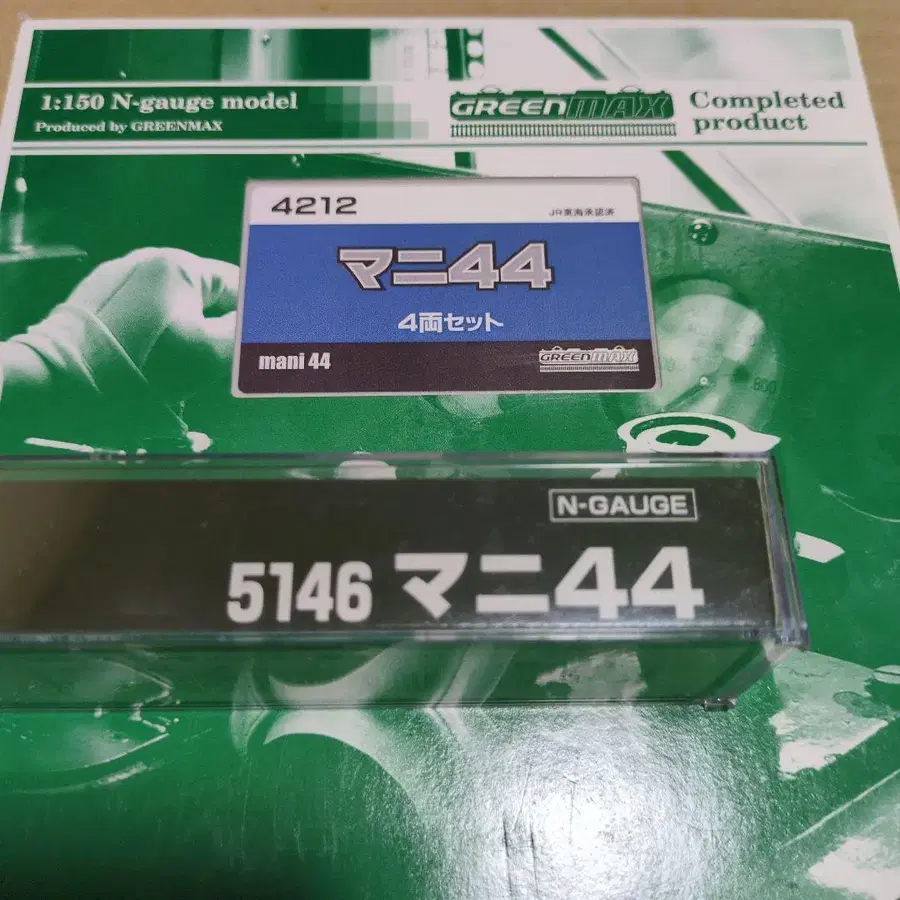 1:150 N-gauge model
Produced by GREENMAX
GREENMAX
Completed
product
4212
JR東海承認済
マニ44
4両セット
mani 44
GREENMAX
N-GAUGE
5146 マニ44